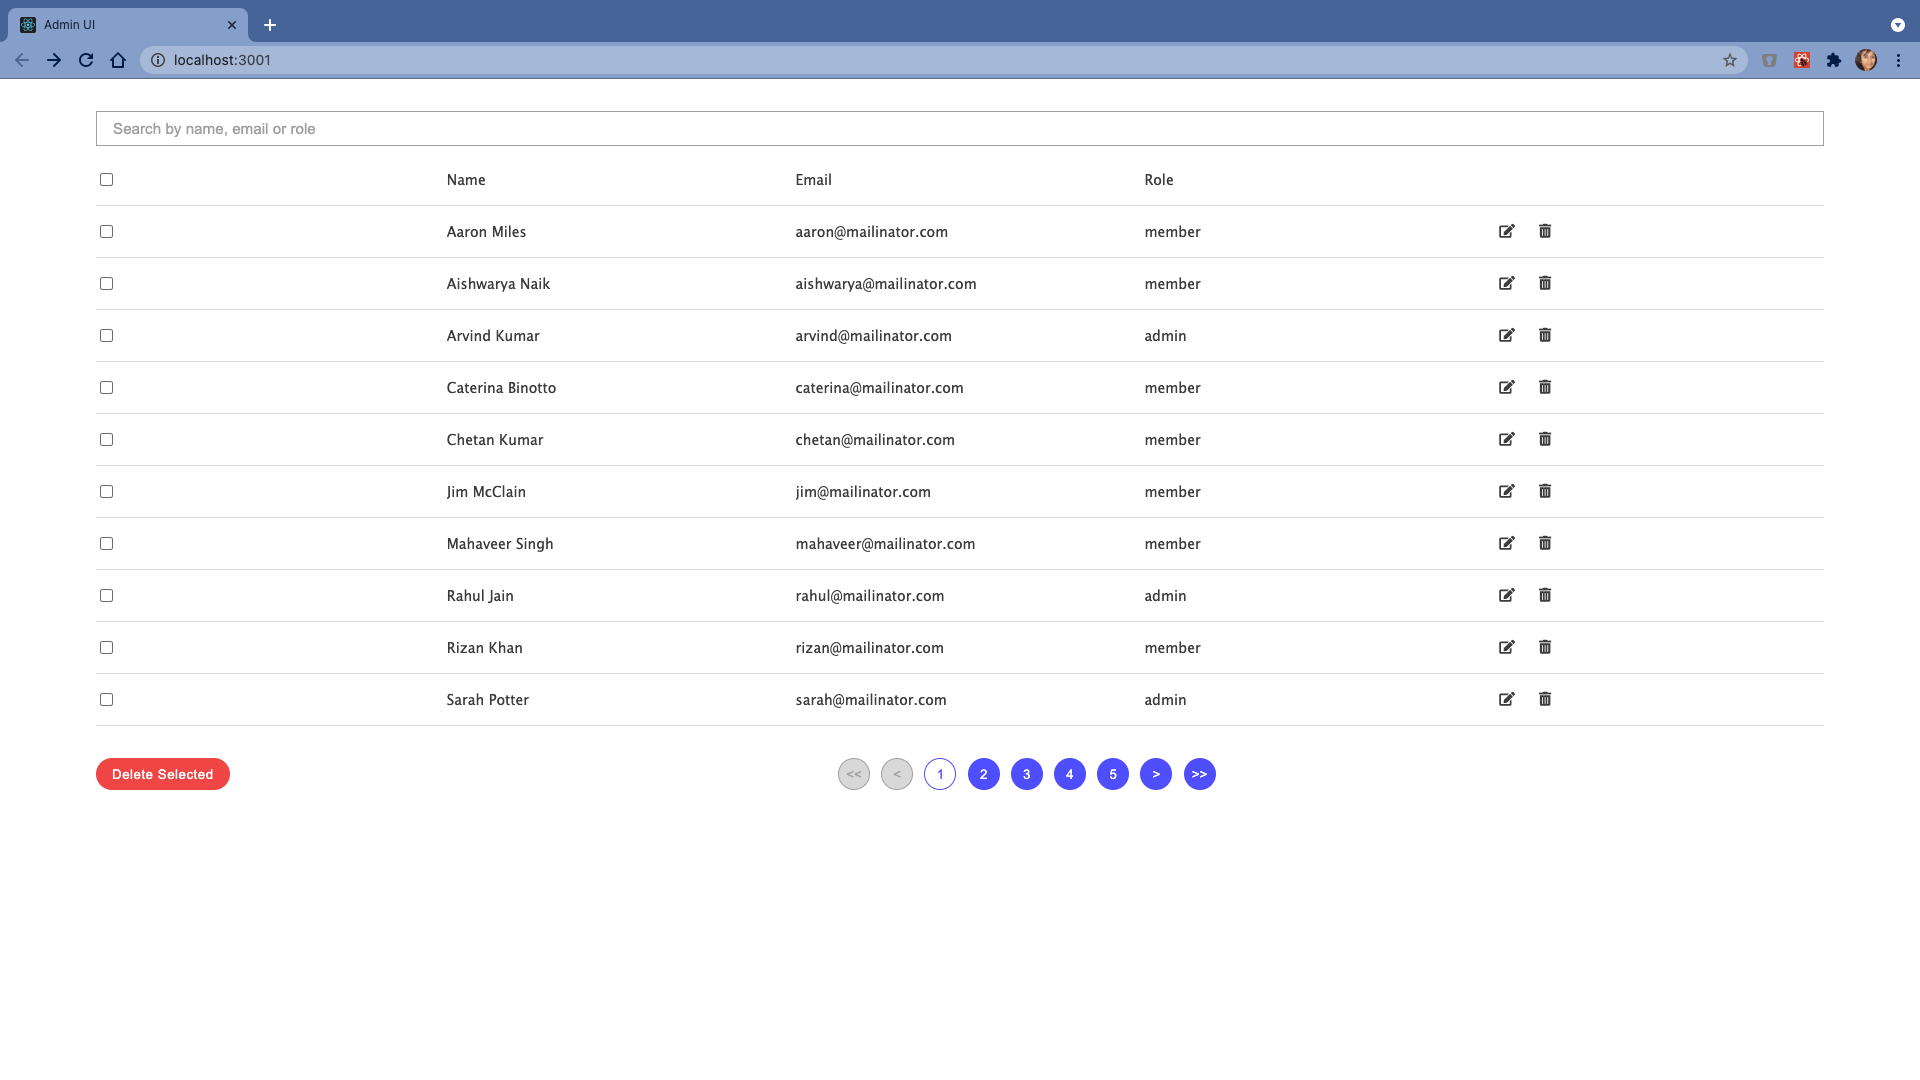 Admin UI
localhost:3001
Search by name, email or role
Name Email Role
Aaron Miles aaron@mailinator.com member
Aishwarya Naik aishwarya@mailinator.com member
Arvind Kumar arvind@mailinator.com admin
Caterina Binotto caterina@mailinator.com member
Chetan Kumar chetan@mailinator.com member
Jim McClain jim@mailinator.com member
Mahaveer Singh mahaveer@mailinator.com member
Rahul Jain rahul@mailinator.com admin
Rizan Khan rizan@mailinator.com member
Sarah Potter sarah@mailinator.com admin
Delete Selected << < 1 2 3 4 5 > >>